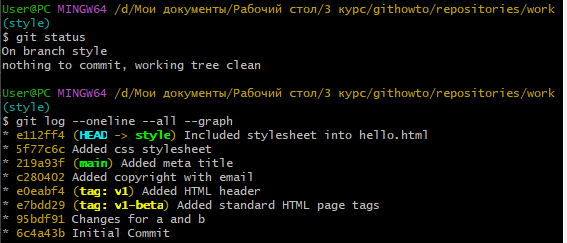 User@PC MINGW64 /d/Мои документы/Рабочий стол/3 курс/githowto/repositories/work
(style)
$ git status
On branch style
nothing to commit, working tree clean
User@PC MINGW64 /d/Мои документы/Рабочий стол/3 курс/githowto/repositories/work
(style)
$ git log --oneline --all --graph
* e112ff4 (HEAD -> style) Included stylesheet into hello.html
* 5f77c6c Added css stylesheet
* 219a93f (main) Added meta title
* c280402 Added copyright with email
* e0eabf4 (tag: v1) Added HTML header
* e7bdd29 (tag: v1-beta) Added standard HTML page tags
* 95bdf91 Changes for a and b
* 6c4a43b Initial Commit